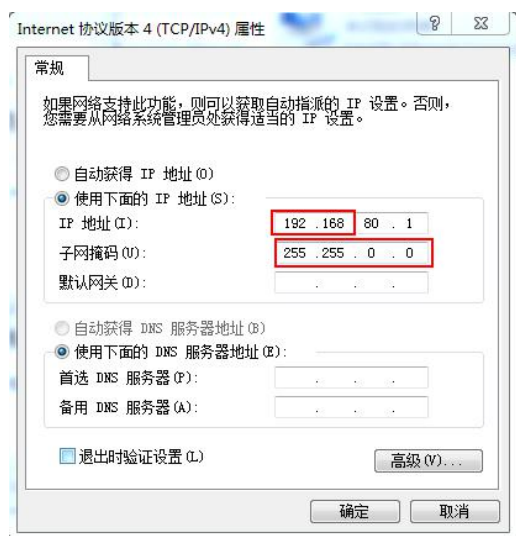 Internet 协议版本 4 (TCP/IPv4) 属性
常规
如果网络支持此功能，则可以获取自动指派的 IP 设置。否则，
您需要从网络系统管理员处获得适当的 IP 设置。
自动获得 IP 地址(O)
使用下面的 IP 地址(S):
IP 地址(I): 192 .168 80 . 1
子网掩码(U): 255 .255 . 0 . 0
默认网关(D): . . .
自动获得 DNS 服务器地址(B)
使用下面的 DNS 服务器地址(E):
首选 DNS 服务器(P): . . .
备用 DNS 服务器(A): . . .
退出时验证设置(L)
高级(V)...
确定 取消